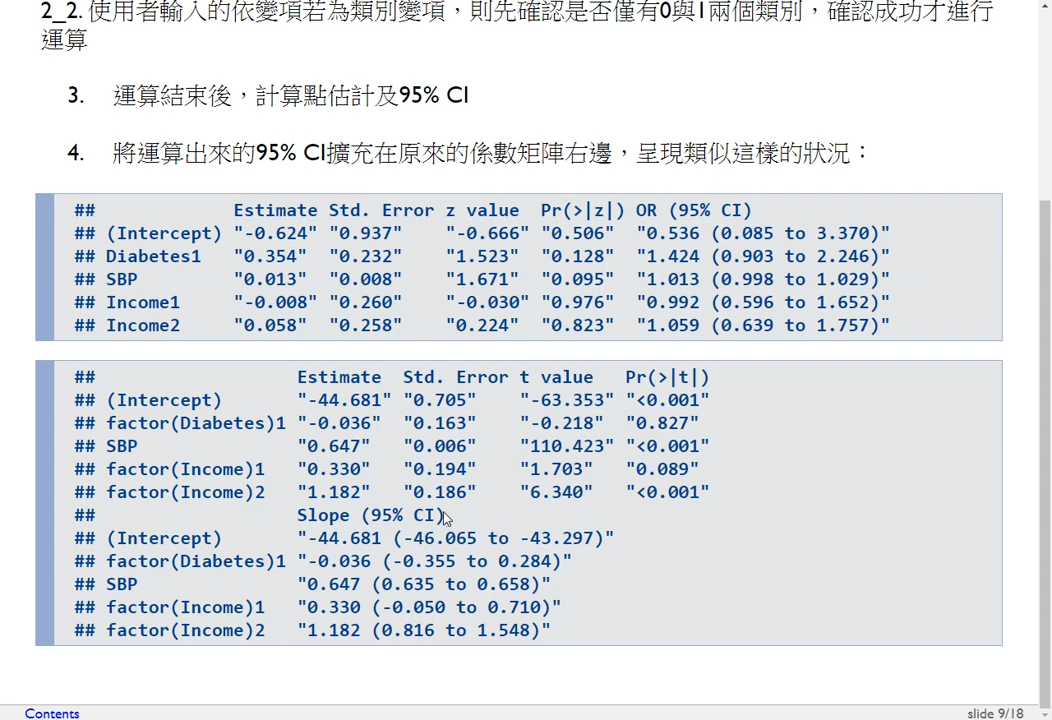 2_2. 使用者輸入的依變項若為類別變項，則先確認是否僅有0與1兩個類別，確認成功才進行
運算
3. 運算結束後，計算點估計及95% CI
4. 將運算出來的95% CI擴充在原來的係數矩陣右邊，呈現類似這樣的狀況：
## Estimate Std. Error z value Pr(>|z|) OR (95% CI)
## (Intercept) "-0.624" "0.937" "-0.666" "0.506" "0.536 (0.085 to 3.370)"
## Diabetes1 "0.354" "0.232" "1.523" "0.128" "1.424 (0.903 to 2.246)"
## SBP "0.013" "0.008" "1.671" "0.095" "1.013 (0.998 to 1.029)"
## Income1 "-0.008" "0.260" "-0.030" "0.976" "0.992 (0.596 to 1.652)"
## Income2 "0.058" "0.258" "0.224" "0.823" "1.059 (0.639 to 1.757)"
## Estimate Std. Error t value Pr(>|t|)
## (Intercept) "-44.681" "0.705" "-63.353" "<0.001"
## factor(Diabetes)1 "-0.036" "0.163" "-0.218" "0.827"
## SBP "0.647" "0.006" "110.423" "<0.001"
## factor(Income)1 "0.330" "0.194" "1.703" "0.089"
## factor(Income)2 "1.182" "0.186" "6.340" "<0.001"
## Slope (95% CI)
## (Intercept) "-44.681 (-46.065 to -43.297)"
## factor(Diabetes)1 "-0.036 (-0.355 to 0.284)"
## SBP "0.647 (0.635 to 0.658)"
## factor(Income)1 "0.330 (-0.050 to 0.710)"
## factor(Income)2 "1.182 (0.816 to 1.548)"
Contents slide 9/18